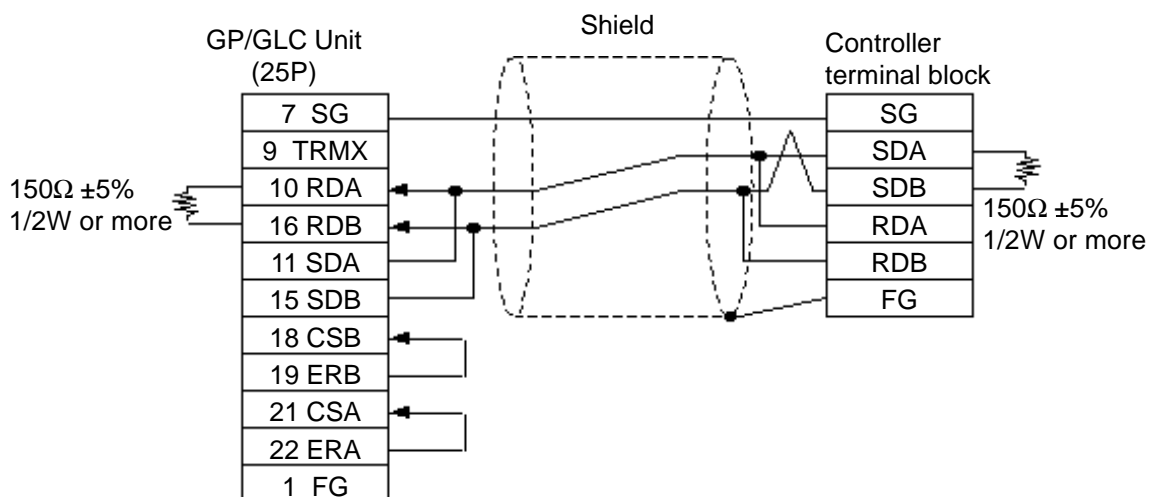 Shield
GP/GLC Unit
(25P)
Controller
terminal block
7 SG
9 TRMX
10 RDA
16 RDB
11 SDA
15 SDB
18 CSB
19 ERB
21 CSA
22 ERA
1 FG
150Ω ±5%
1/2W or more
SG
SDA
SDB
RDA
RDB
FG
150Ω ±5%
1/2W or more